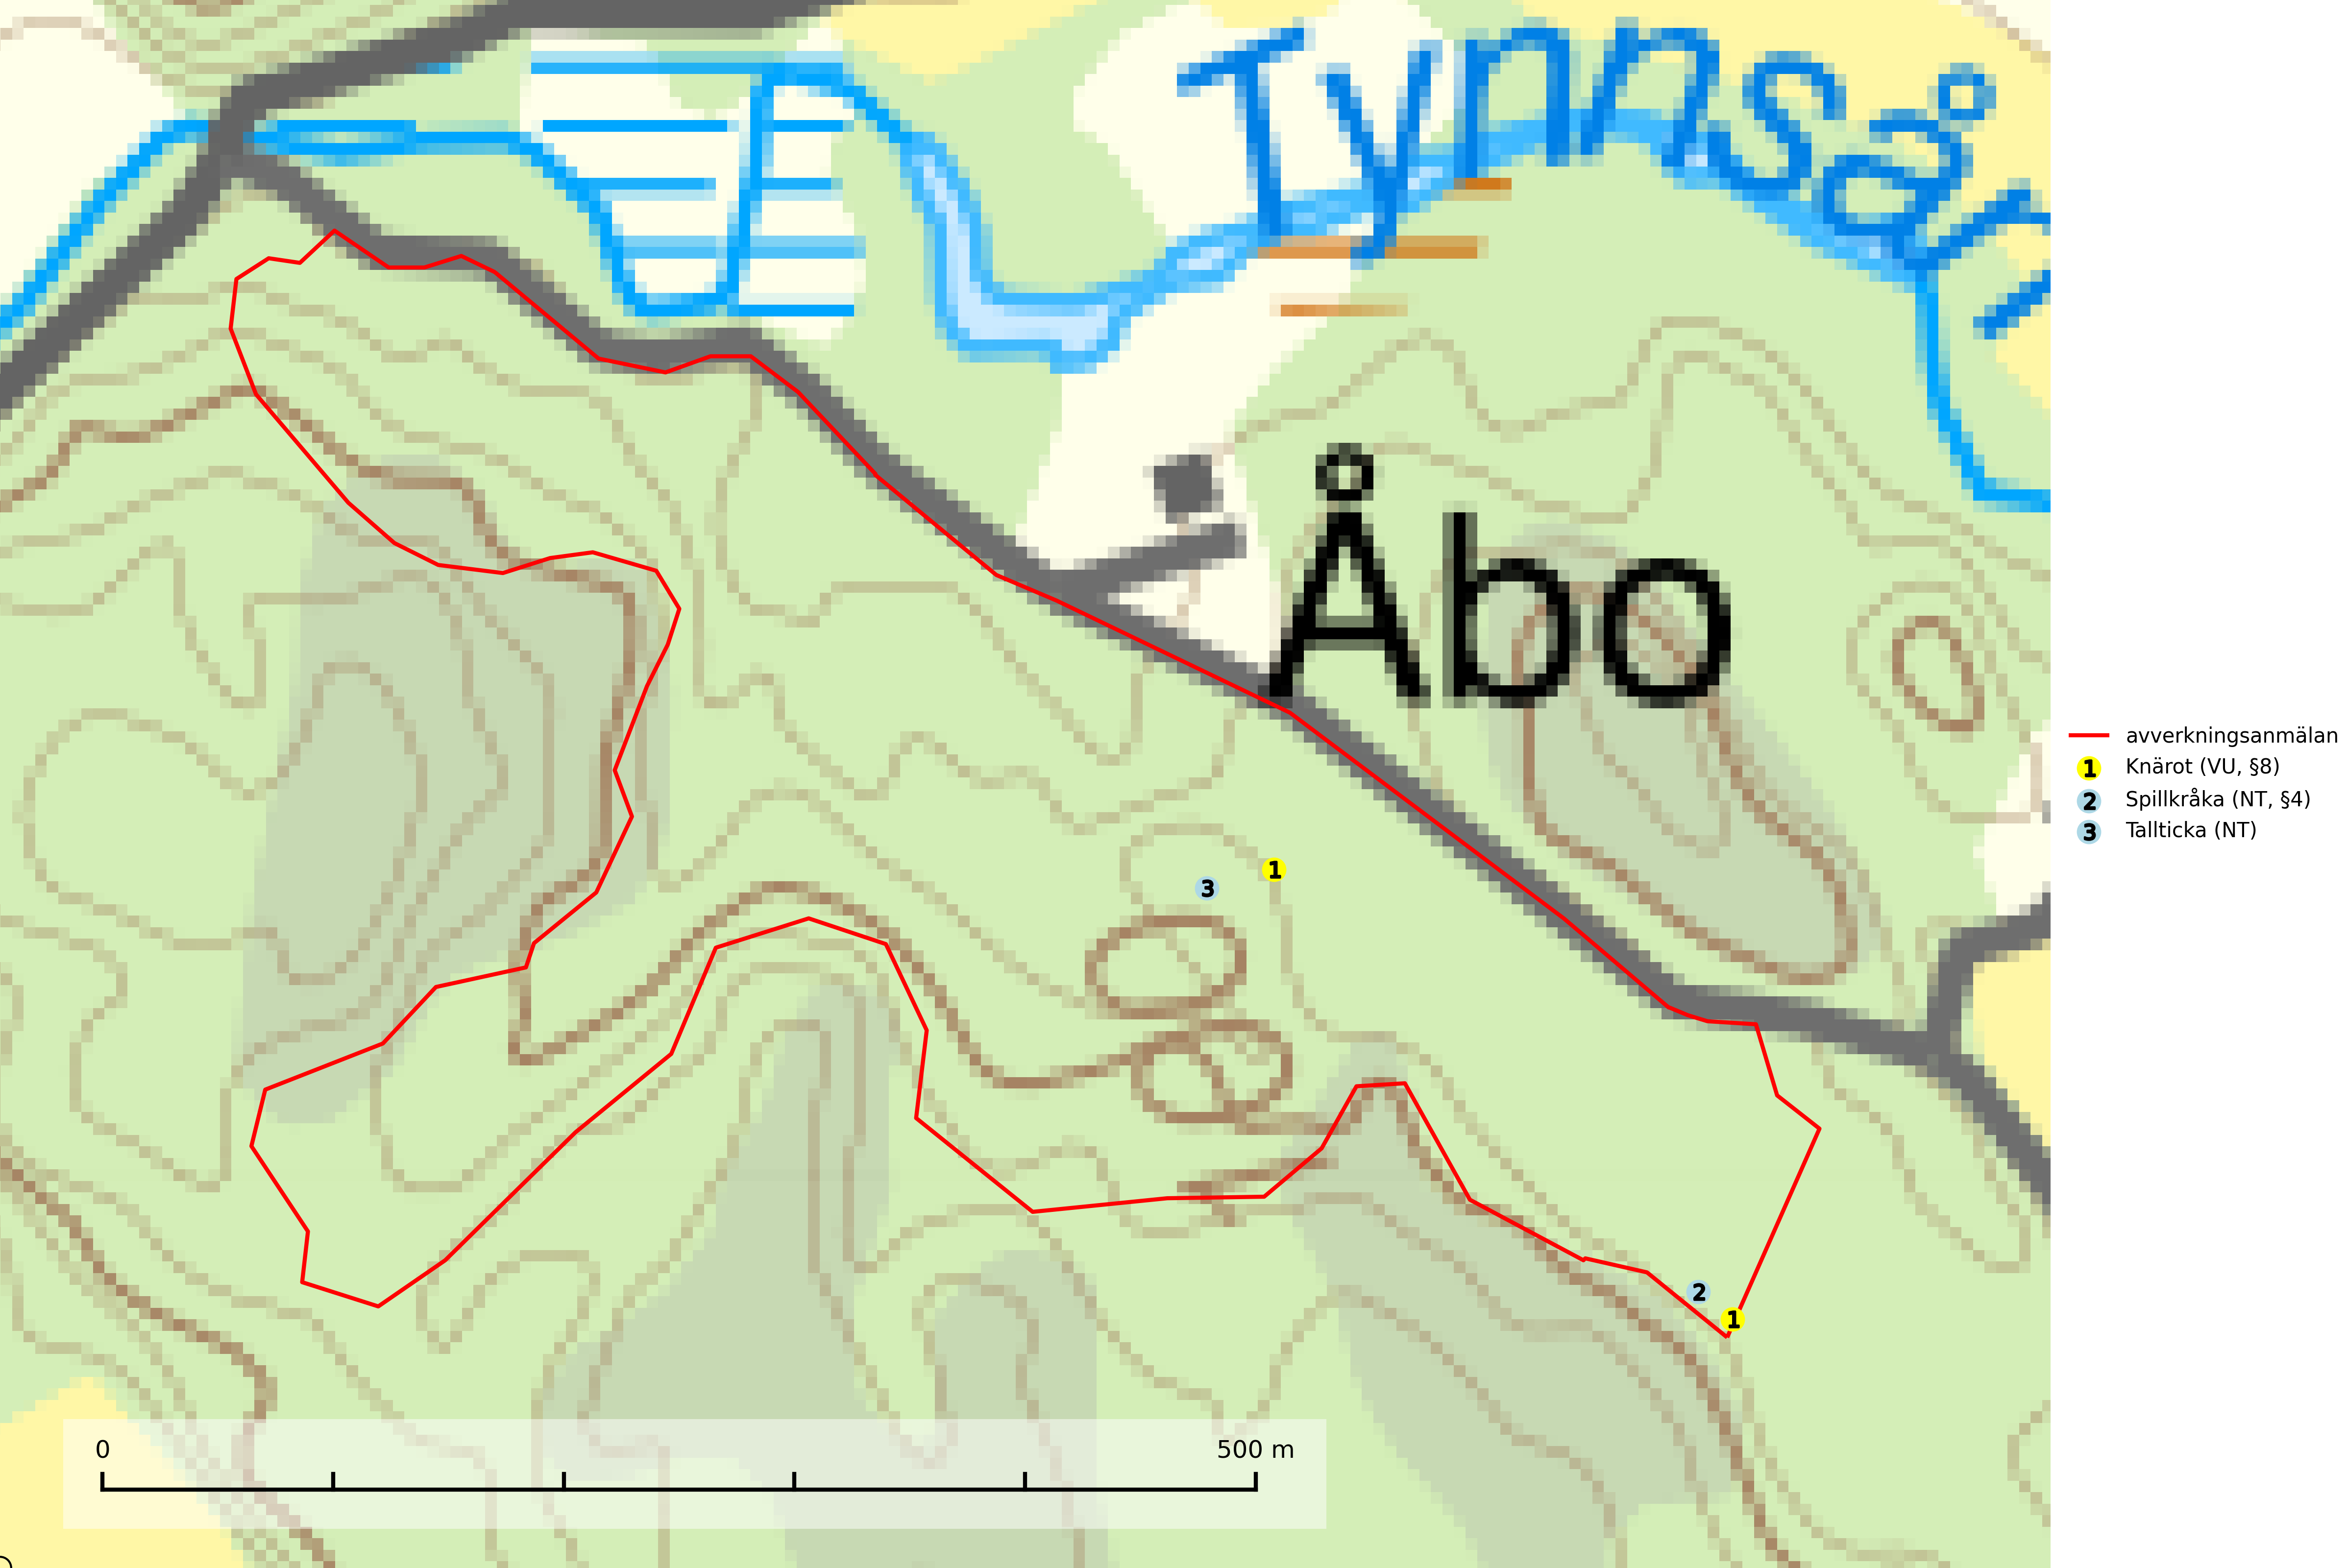 Tynnsåa
Åbo
1
3
2
1
avverkningsanmälan
1 Knärot (VU, §8)
2 Spillkråka (NT, §4)
3 Tallticka (NT)
0 500 m